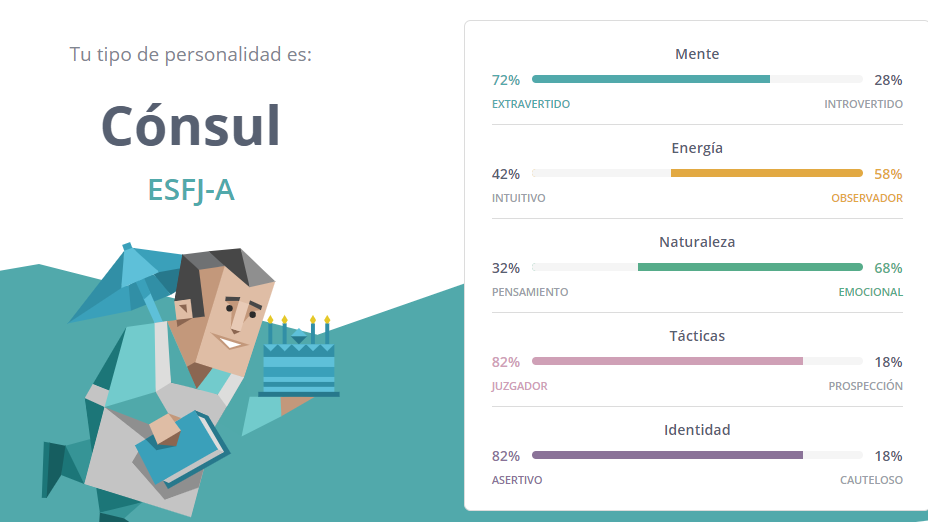 Tu tipo de personalidad es:
Cónsul
ESFJ-A
Mente
72% 28%
EXTRAVERTIDO INTROVERTIDO
Energía
42% 58%
INTUITIVO OBSERVADOR
Naturaleza
32% 68%
PENSAMIENTO EMOCIONAL
Tácticas
82% 18%
JUZGADOR PROSPECCIÓN
Identidad
82% 18%
ASERTIVO CAUTELOSO